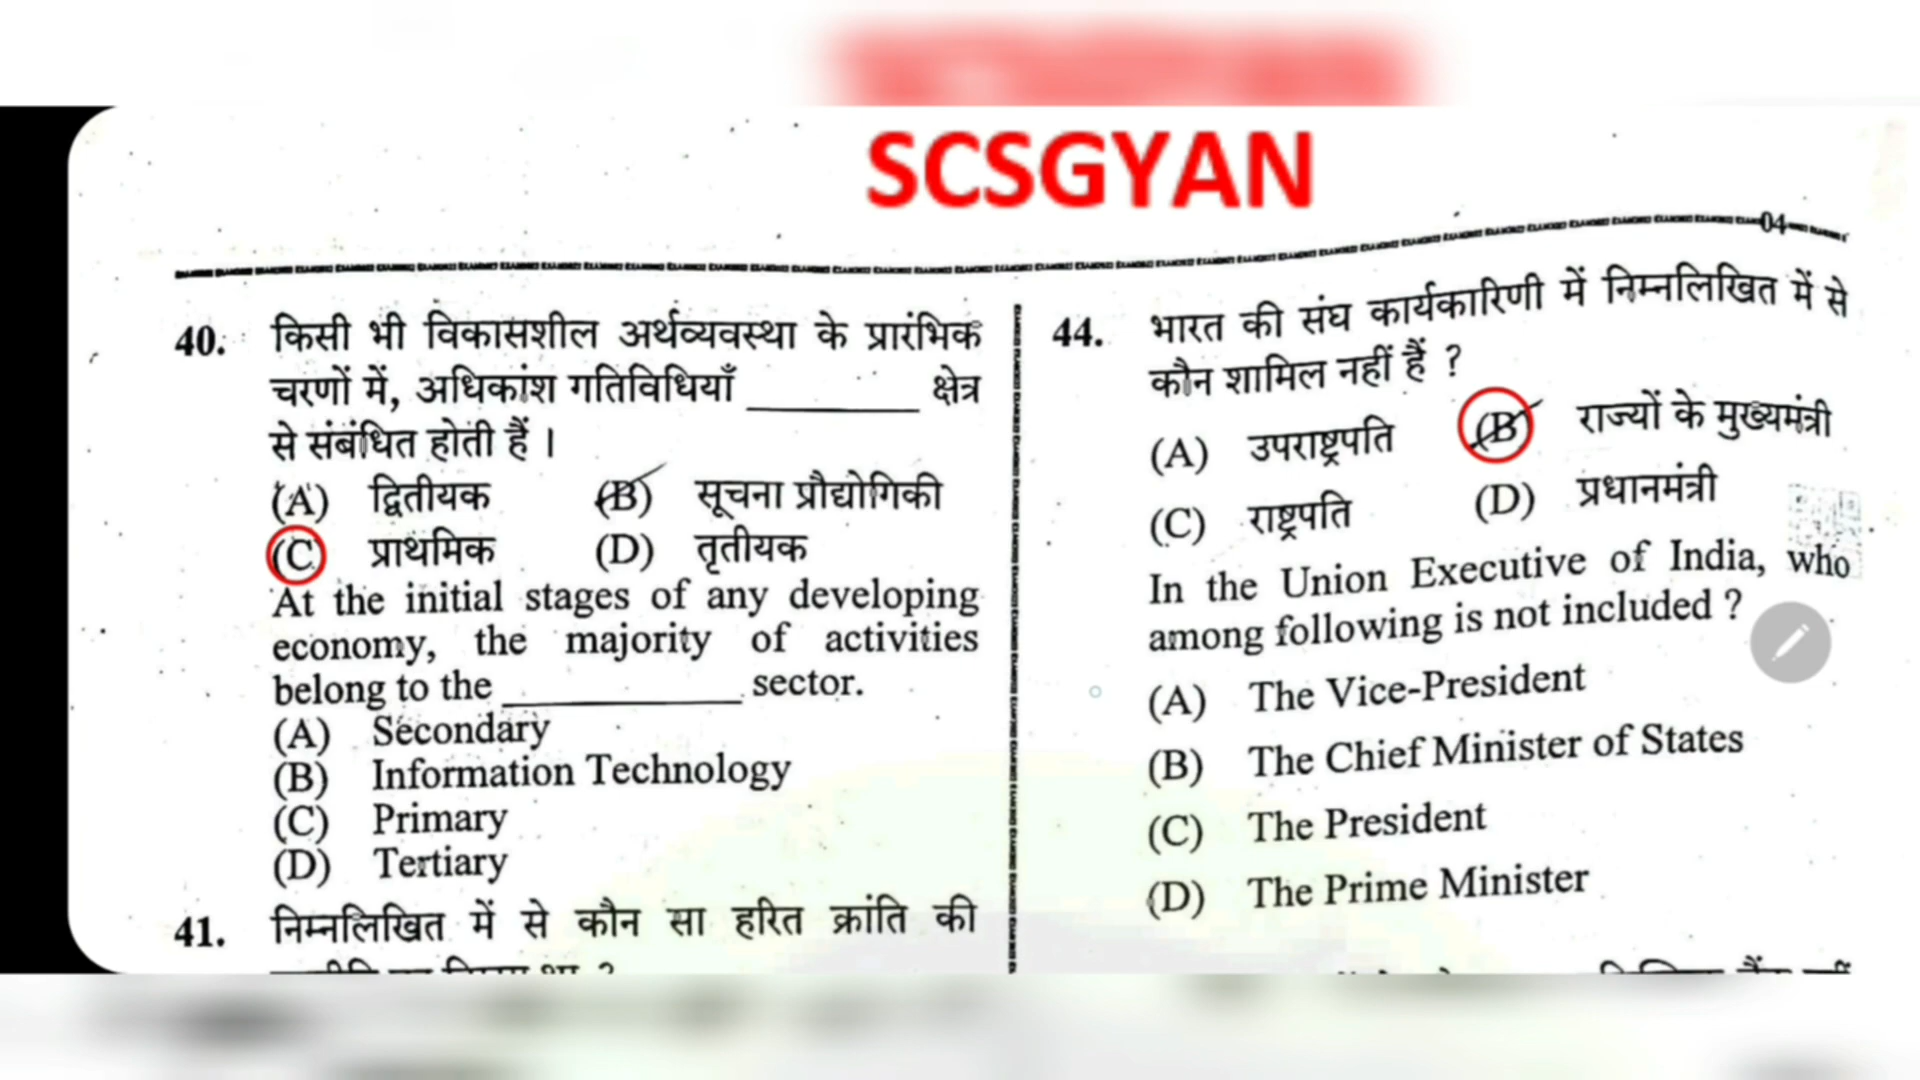 SCSGYAN
04
40. किसी भी विकासशील अर्थव्यवस्था के प्रारंभिक
चरणों में, अधिकांश गतिविधियाँ ________ क्षेत्र
से संबंधित होती हैं ।
(A) द्वितीयक (B) सूचना प्रौद्योगिकी
(C) प्राथमिक (D) तृतीयक
At the initial stages of any developing
economy, the majority of activities
belong to the ____________ sector.
(A) Secondary
(B) Information Technology
(C) Primary
(D) Tertiary
41. निम्नलिखित में से कौन सा हरित क्रांति की
44. भारत की संघ कार्यकारिणी में निम्नलिखित में से
कौन शामिल नहीं हैं ?
(A) उपराष्ट्रपति (B) राज्यों के मुख्यमंत्री
(C) राष्ट्रपति (D) प्रधानमंत्री
In the Union Executive of India, who
among following is not included ?
(A) The Vice-President
(B) The Chief Minister of States
(C) The President
(D) The Prime Minister